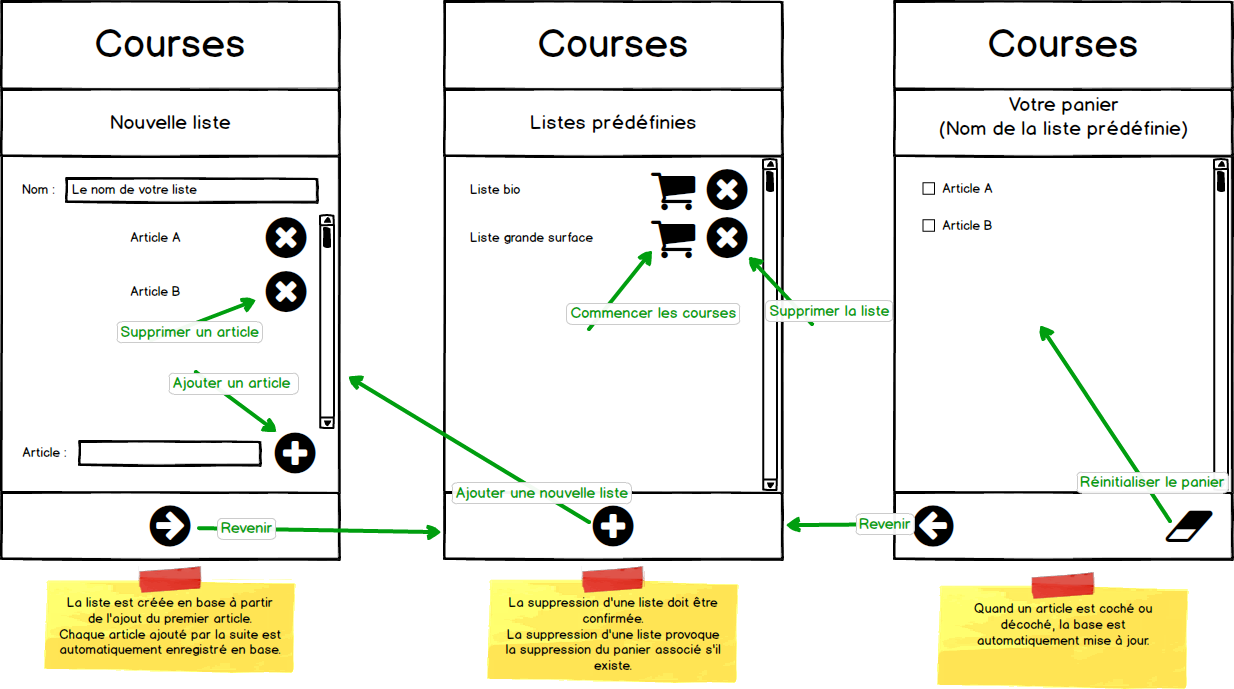 Courses
Nouvelle liste
Nom :
Le nom de votre liste
Article A
Article B
Supprimer un article
Ajouter un article
Article :
Revenir
La liste est créée en base à partir
de l'ajout du premier article.
Chaque article ajouté par la suite est
automatiquement enregistré en base.
Courses
Listes prédéfinies
Liste bio
Liste grande surface
Commencer les courses
Supprimer la liste
Ajouter une nouvelle liste
La suppression d'une liste doit être
confirmée.
La suppression d'une liste provoque
la suppression du panier associé s'il
existe.
Courses
Votre panier
(Nom de la liste prédéfinie)
Article A
Article B
Réinitialiser le panier
Revenir
Quand un article est coché ou
décoché, la base est
automatiquement mise à jour.